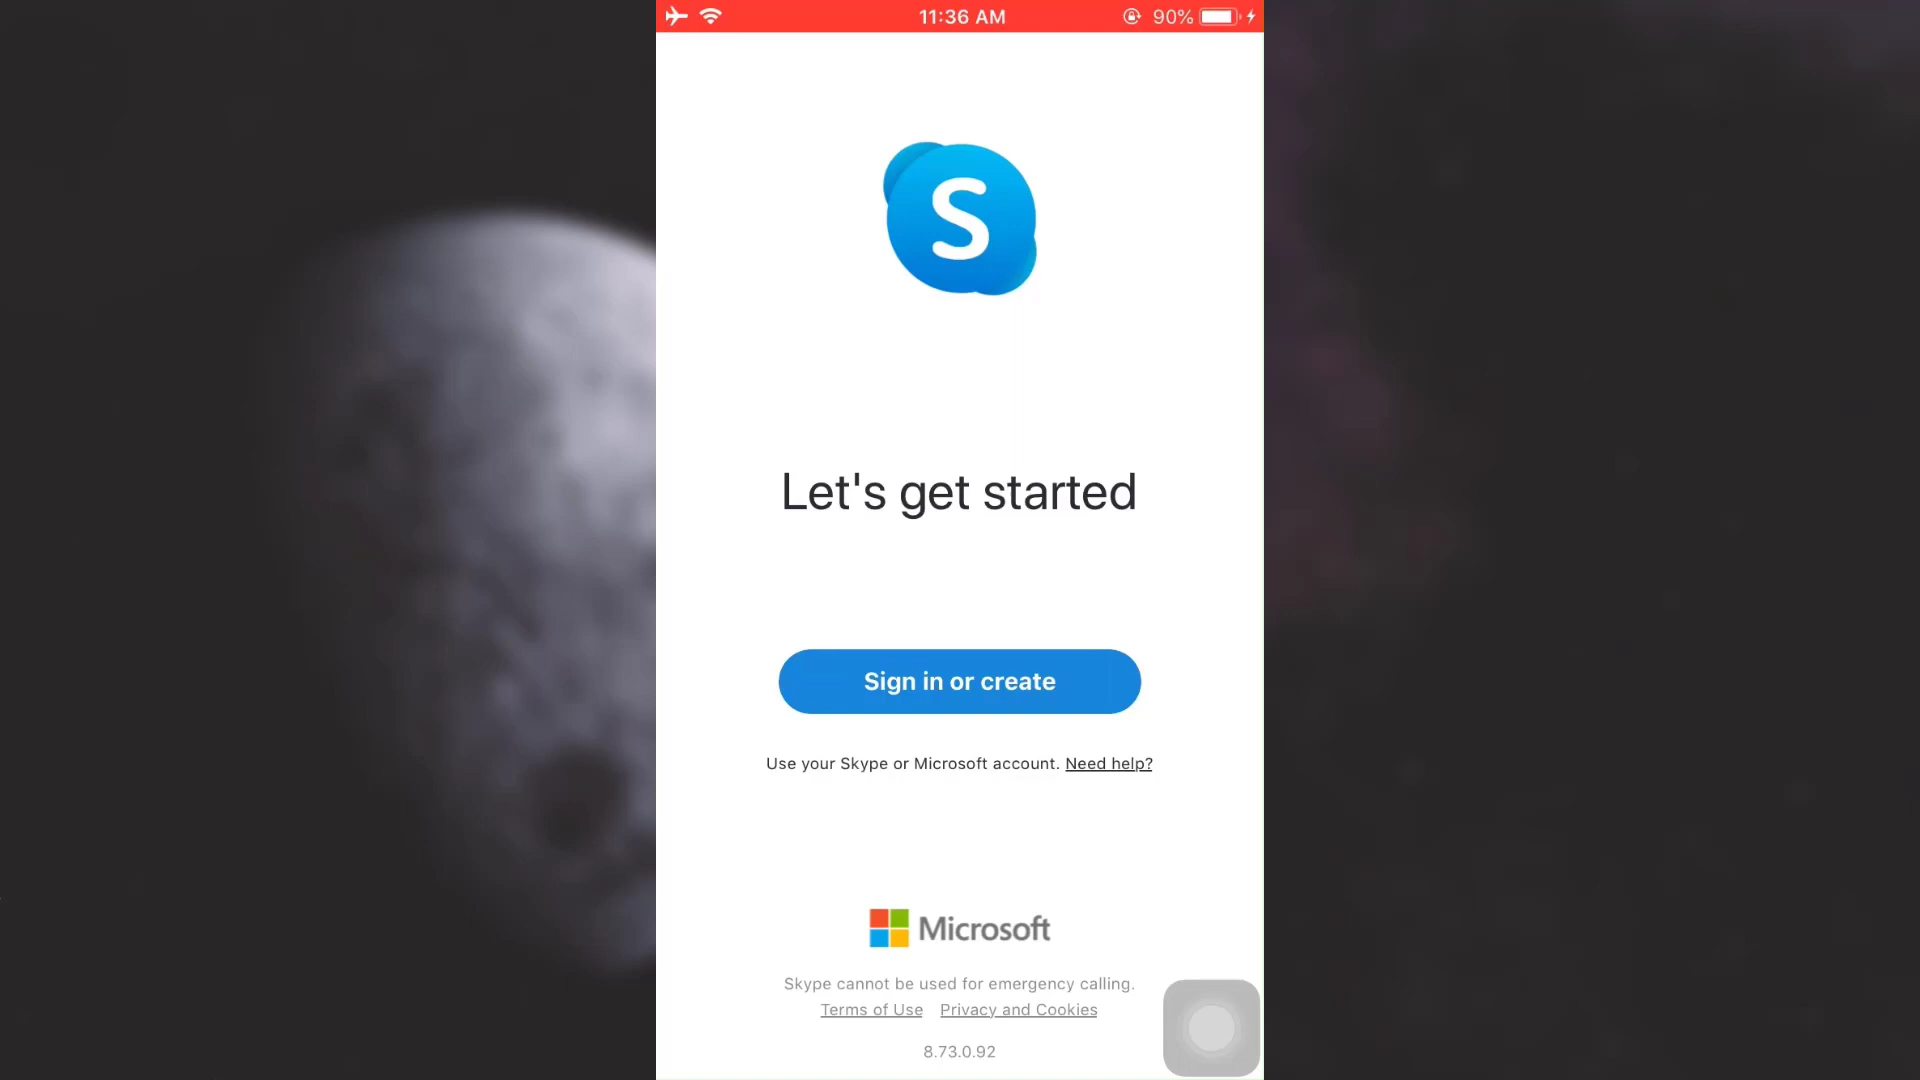 11:36 AM 90%
S
Let's get started
Sign in or create
Use your Skype or Microsoft account. Need help?
Microsoft
Skype cannot be used for emergency calling.
Terms of Use Privacy and Cookies
8.73.0.92